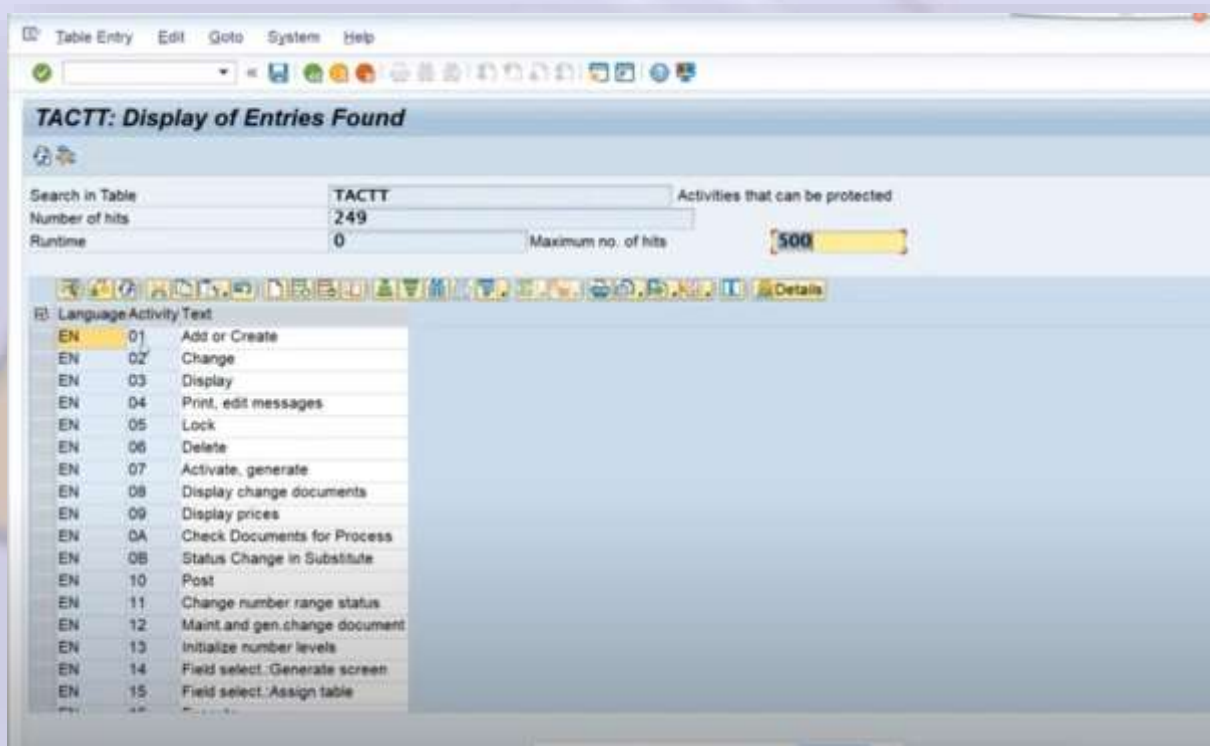 Table Entry Edit Goto System Help
TACTT: Display of Entries Found
Search in Table TACTT Activities that can be protected
Number of hits 249
Runtime 0 Maximum no. of hits 500
Details
Language Activity Text
EN 01 Add or Create
EN 02 Change
EN 03 Display
EN 04 Print, edit messages
EN 05 Lock
EN 06 Delete
EN 07 Activate, generate
EN 08 Display change documents
EN 09 Display prices
EN 0A Check Documents for Process
EN 0B Status Change in Substitute
EN 10 Post
EN 11 Change number range status
EN 12 Maint.and gen.change document
EN 13 Initialize number levels
EN 14 Field select.:Generate screen
EN 15 Field select.:Assign table